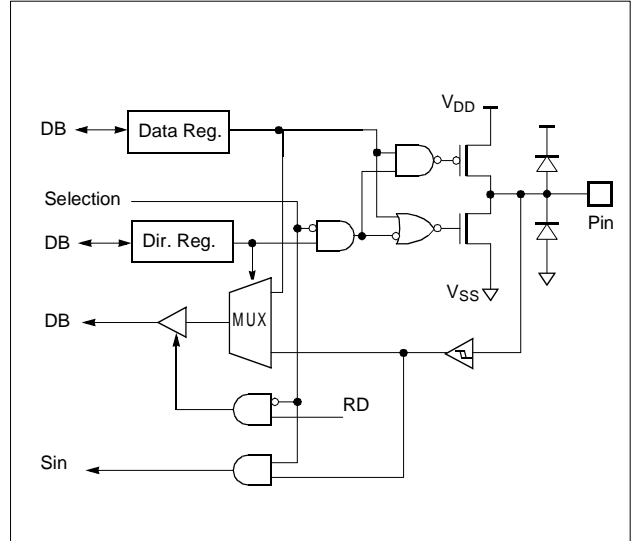 VDD
DB
Data Reg.
Selection
Pin
DB
Dir. Reg.
VSS
DB
MUX
RD
Sin